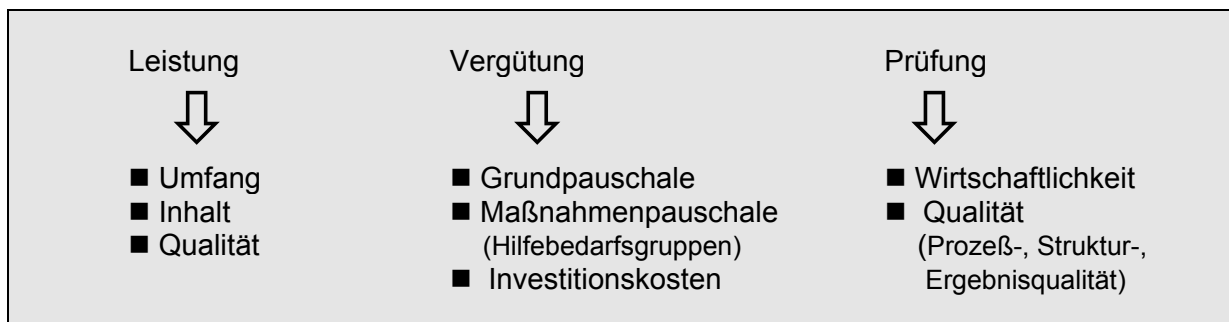 Leistung
■ Umfang
■ Inhalt
■ Qualität
Vergütung
■ Grundpauschale
■ Maßnahmenpauschale
(Hilfebedarfsgruppen)
■ Investitionskosten
Prüfung
■ Wirtschaftlichkeit
■ Qualität
(Prozeß-, Struktur-,
Ergebnisqualität)